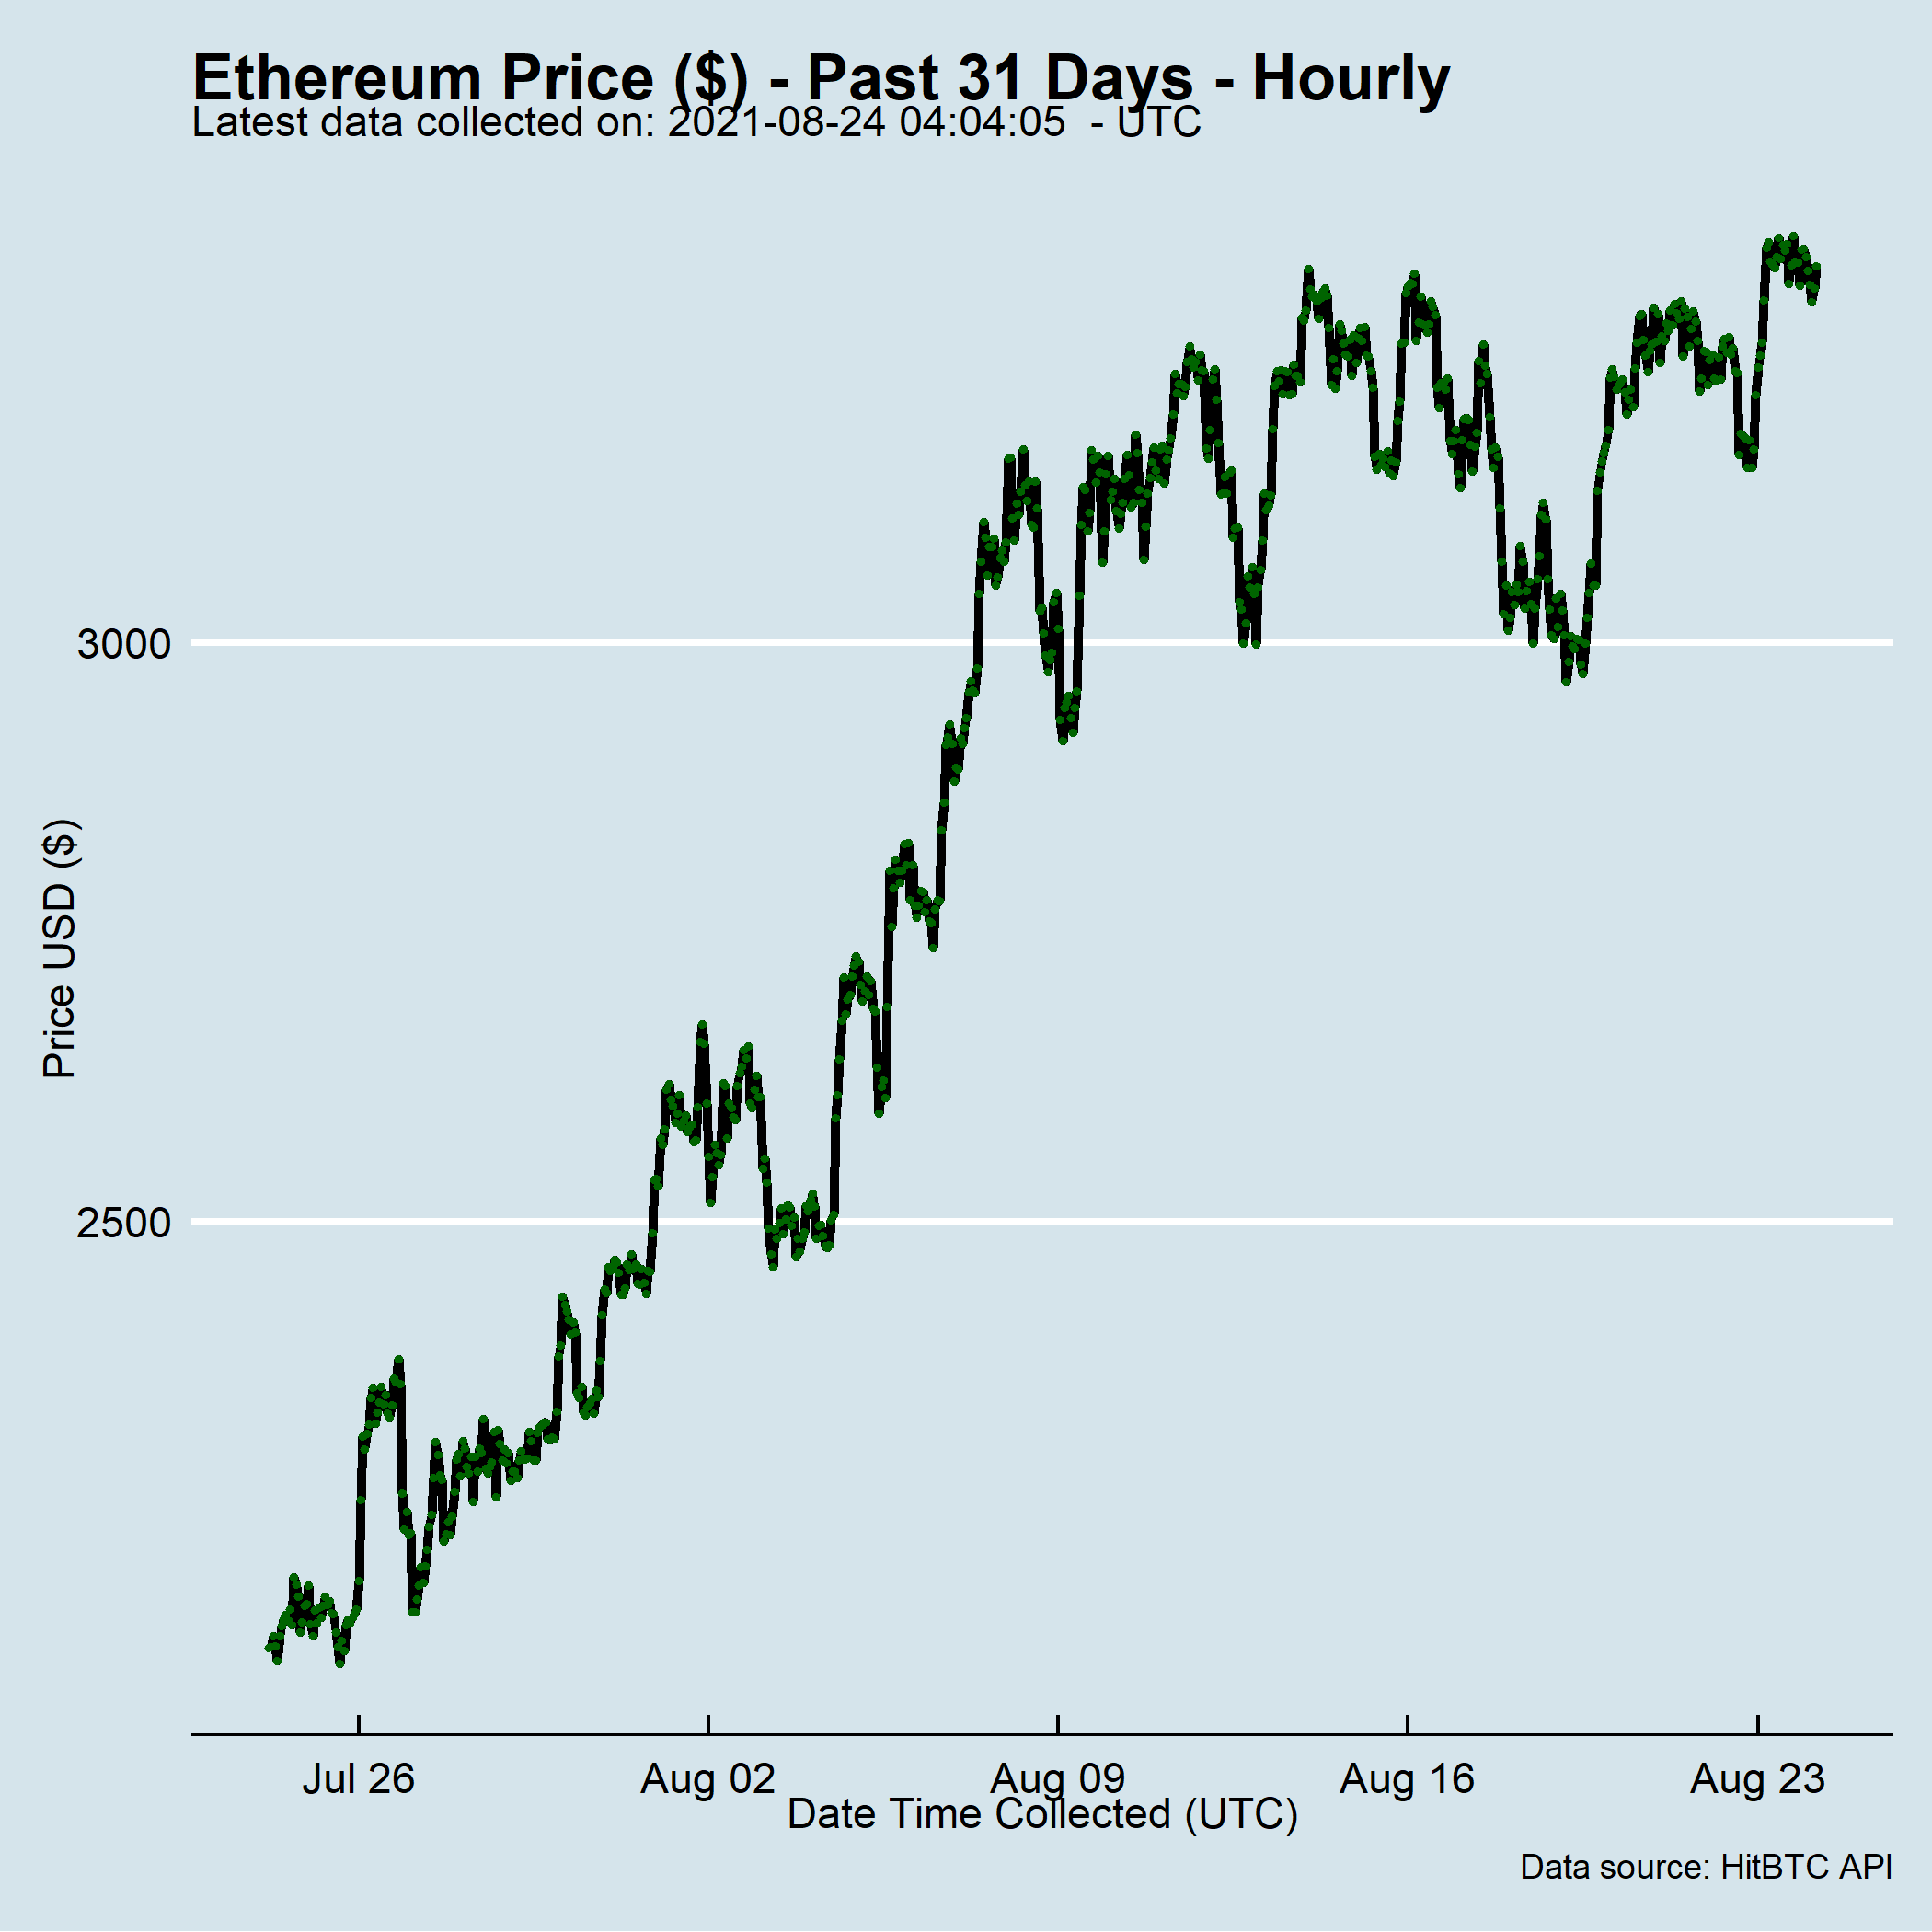 Ethereum Price ($) - Past 31 Days - Hourly
Latest data collected on: 2021-08-24 04:04:05  - UTC
3000
2500
Price USD ($)
Jul 26 Aug 02 Aug 09 Aug 16 Aug 23
Date Time Collected (UTC)
Data source: HitBTC API